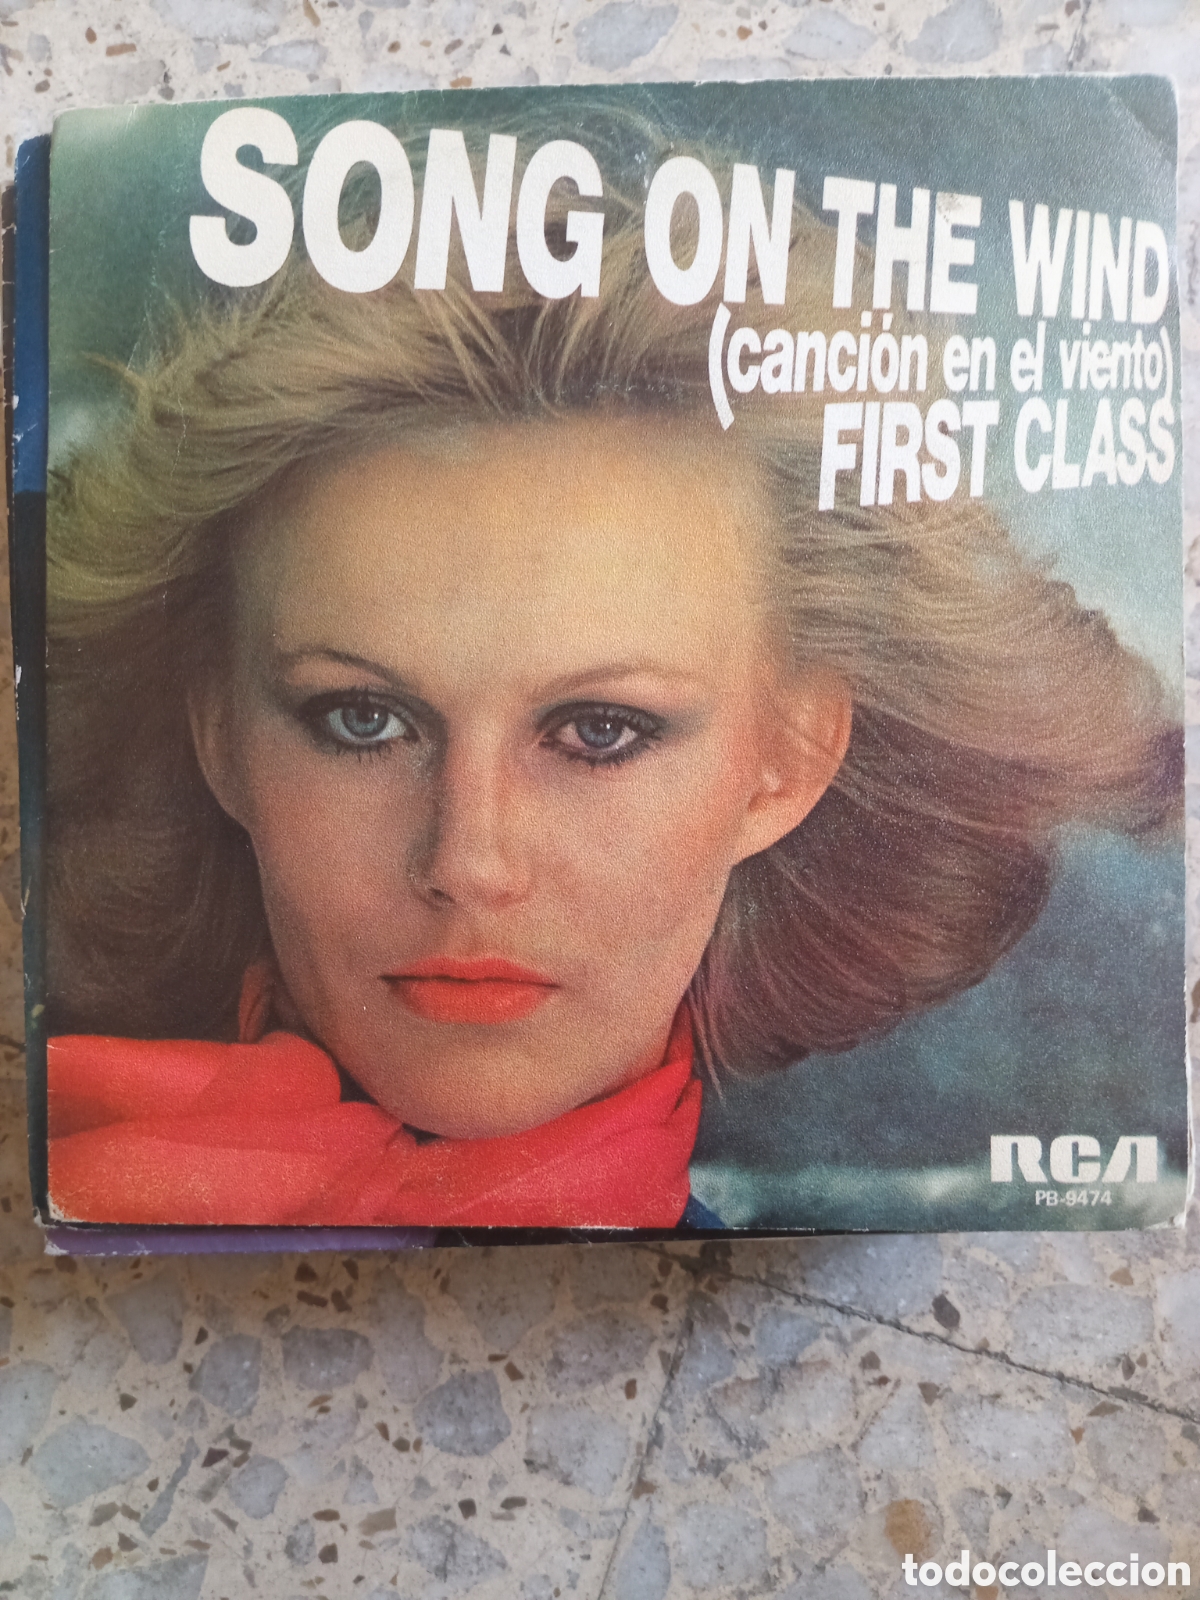 SONG ON THE WIND
(canción en el viento)
FIRST CLASS
RCA
PB-9474
todocoleccion